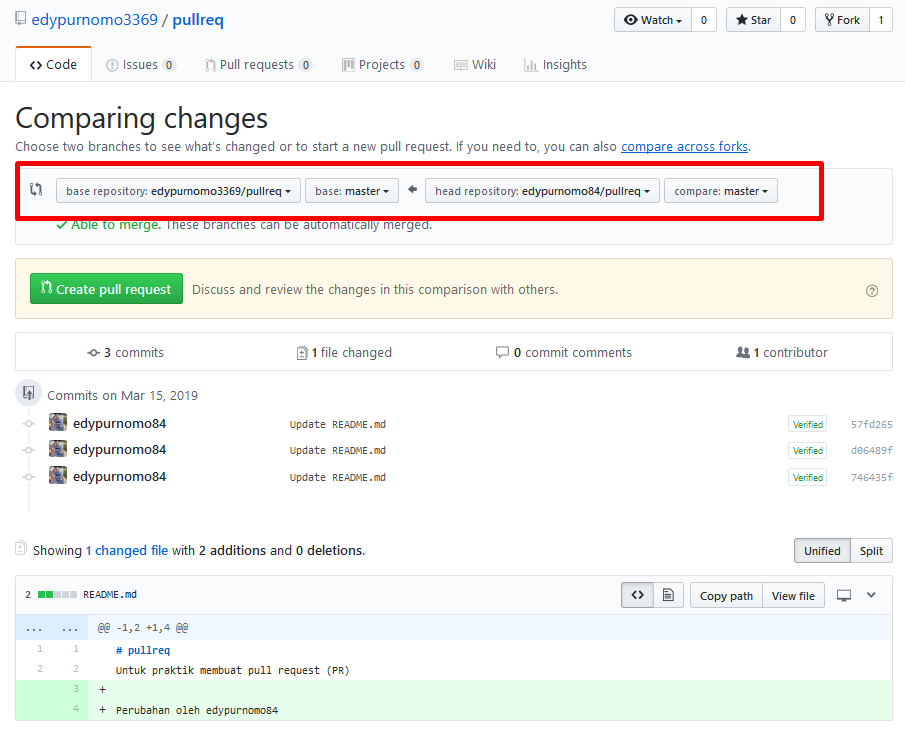 edypurnomo3369 / pullreq
Watch 0 Star 0 Fork 1
Code Issues 0 Pull requests 0 Projects 0 Wiki Insights
Comparing changes
Choose two branches to see what's changed or to start a new pull request. If you need to, you can also compare across forks.
base repository: edypurnomo3369/pullreq base: master head repository: edypurnomo84/pullreq compare: master
Able to merge. These branches can be automatically merged.
Create pull request Discuss and review the changes in this comparison with others.
3 commits 1 file changed 0 commit comments 1 contributor
Commits on Mar 15, 2019
edypurnomo84 Update README.md Verified 57fd265
edypurnomo84 Update README.md Verified d06489f
edypurnomo84 Update README.md Verified 746435f
Showing 1 changed file with 2 additions and 0 deletions. Unified Split
2 README.md <> Copy path View file
... ... @@ -1,2 +1,4 @@
1 1 # pullreq
2 2 Untuk praktik membuat pull request (PR)
3 +
4 + Perubahan oleh edypurnomo84